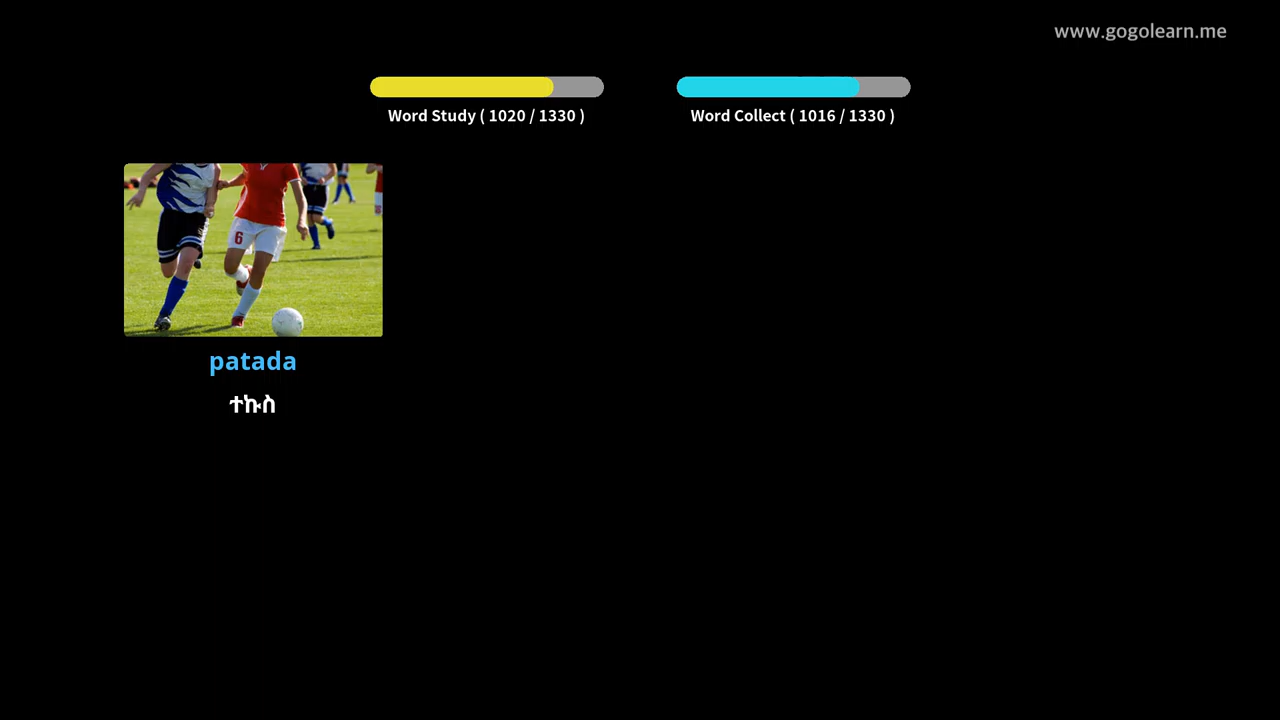 www.gogolearn.me
Word Study ( 1020 / 1330 )
Word Collect ( 1016 / 1330 )
6
patada
ተኩስ